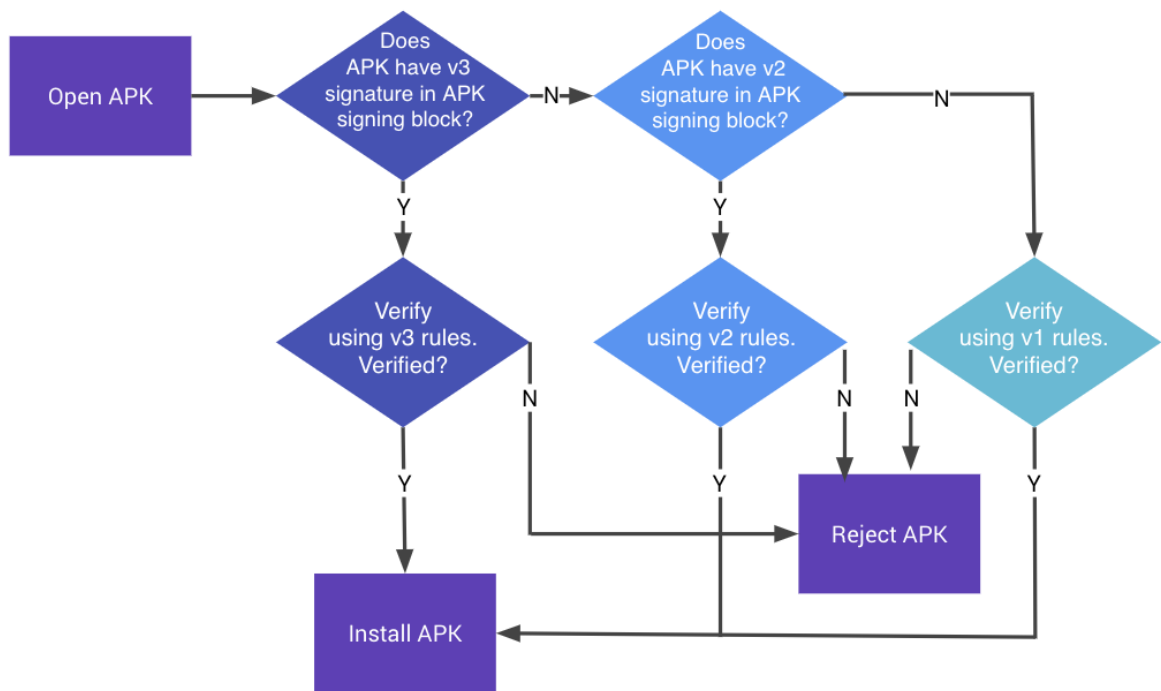 Open APK
Does
APK have v3
signature in APK
signing block?
N
Does
APK have v2
signature in APK
signing block?
N
Y
Y
Verify
using v3 rules.
Verified?
Verify
using v2 rules.
Verified?
Verify
using v1 rules.
Verified?
N
N
N
Y
Y
Y
Reject APK
Install APK